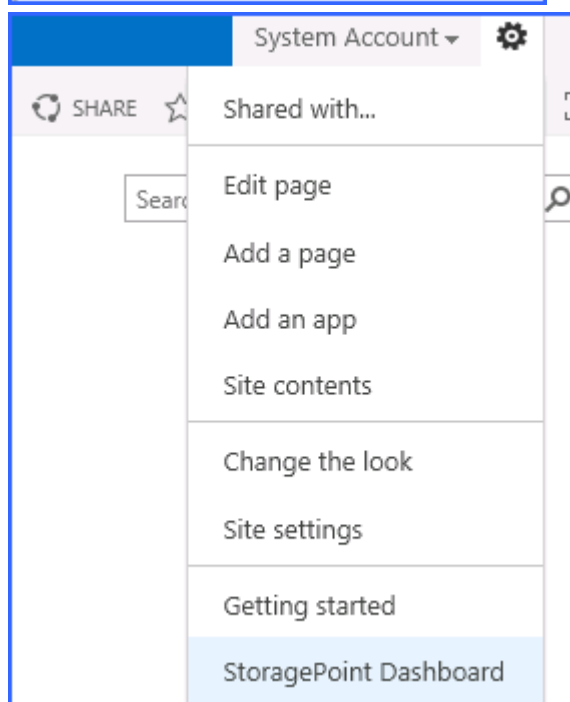 System Account
SHARE
Shared with...
Edit page
Add a page
Add an app
Site contents
Change the look
Site settings
Getting started
StoragePoint Dashboard